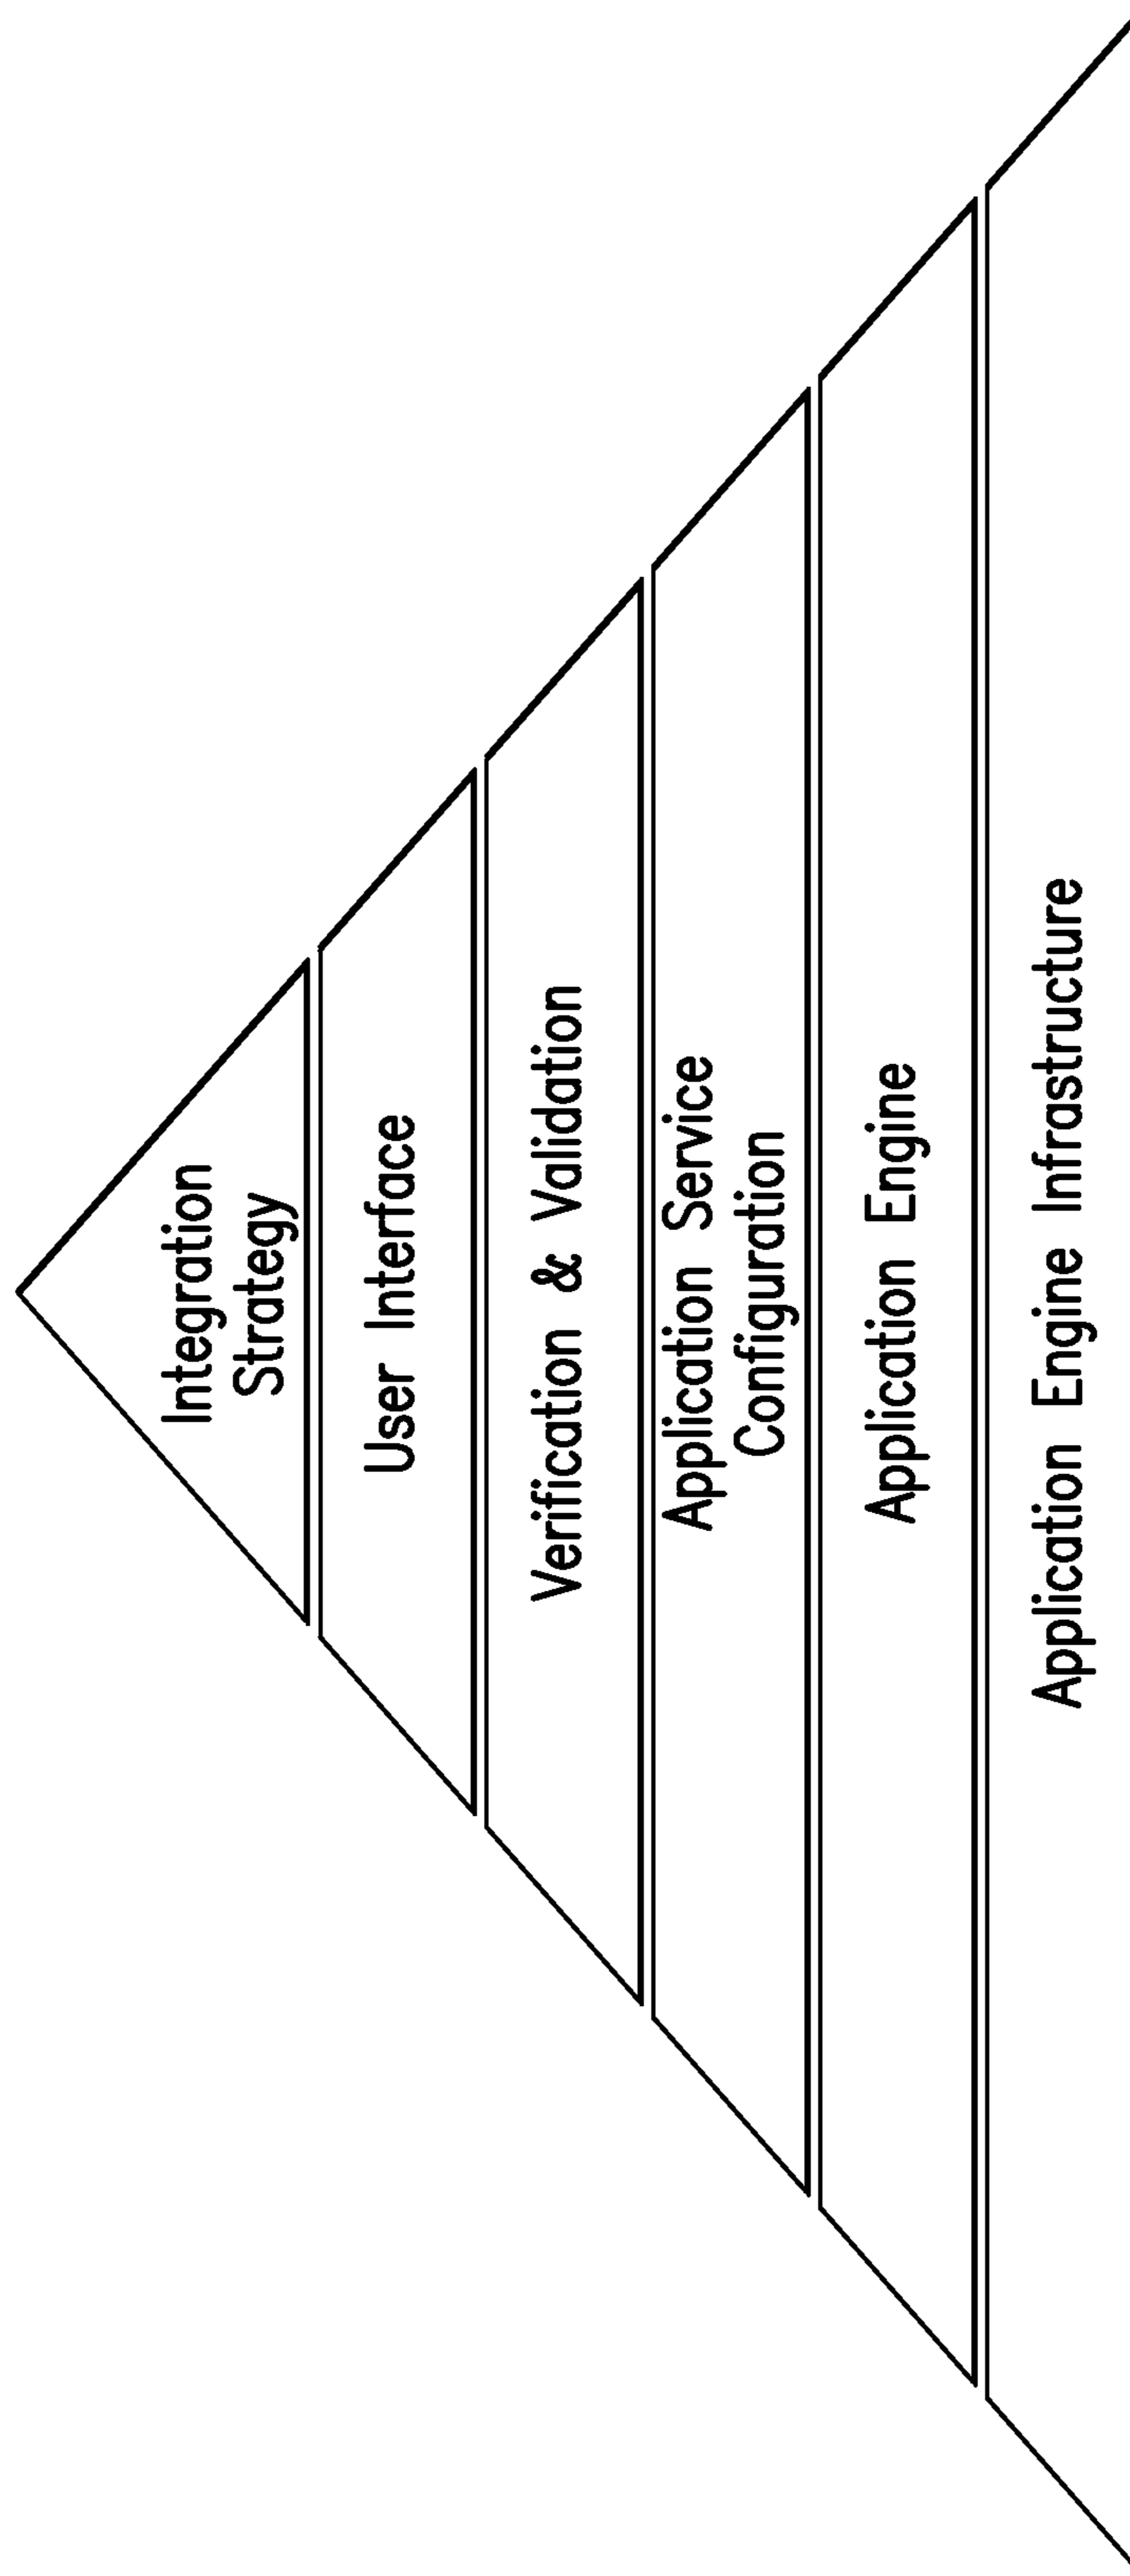 Integration
Strategy
User Interface
Verification & Validation
Application Service
Configuration
Application Engine
Application Engine Infrastructure